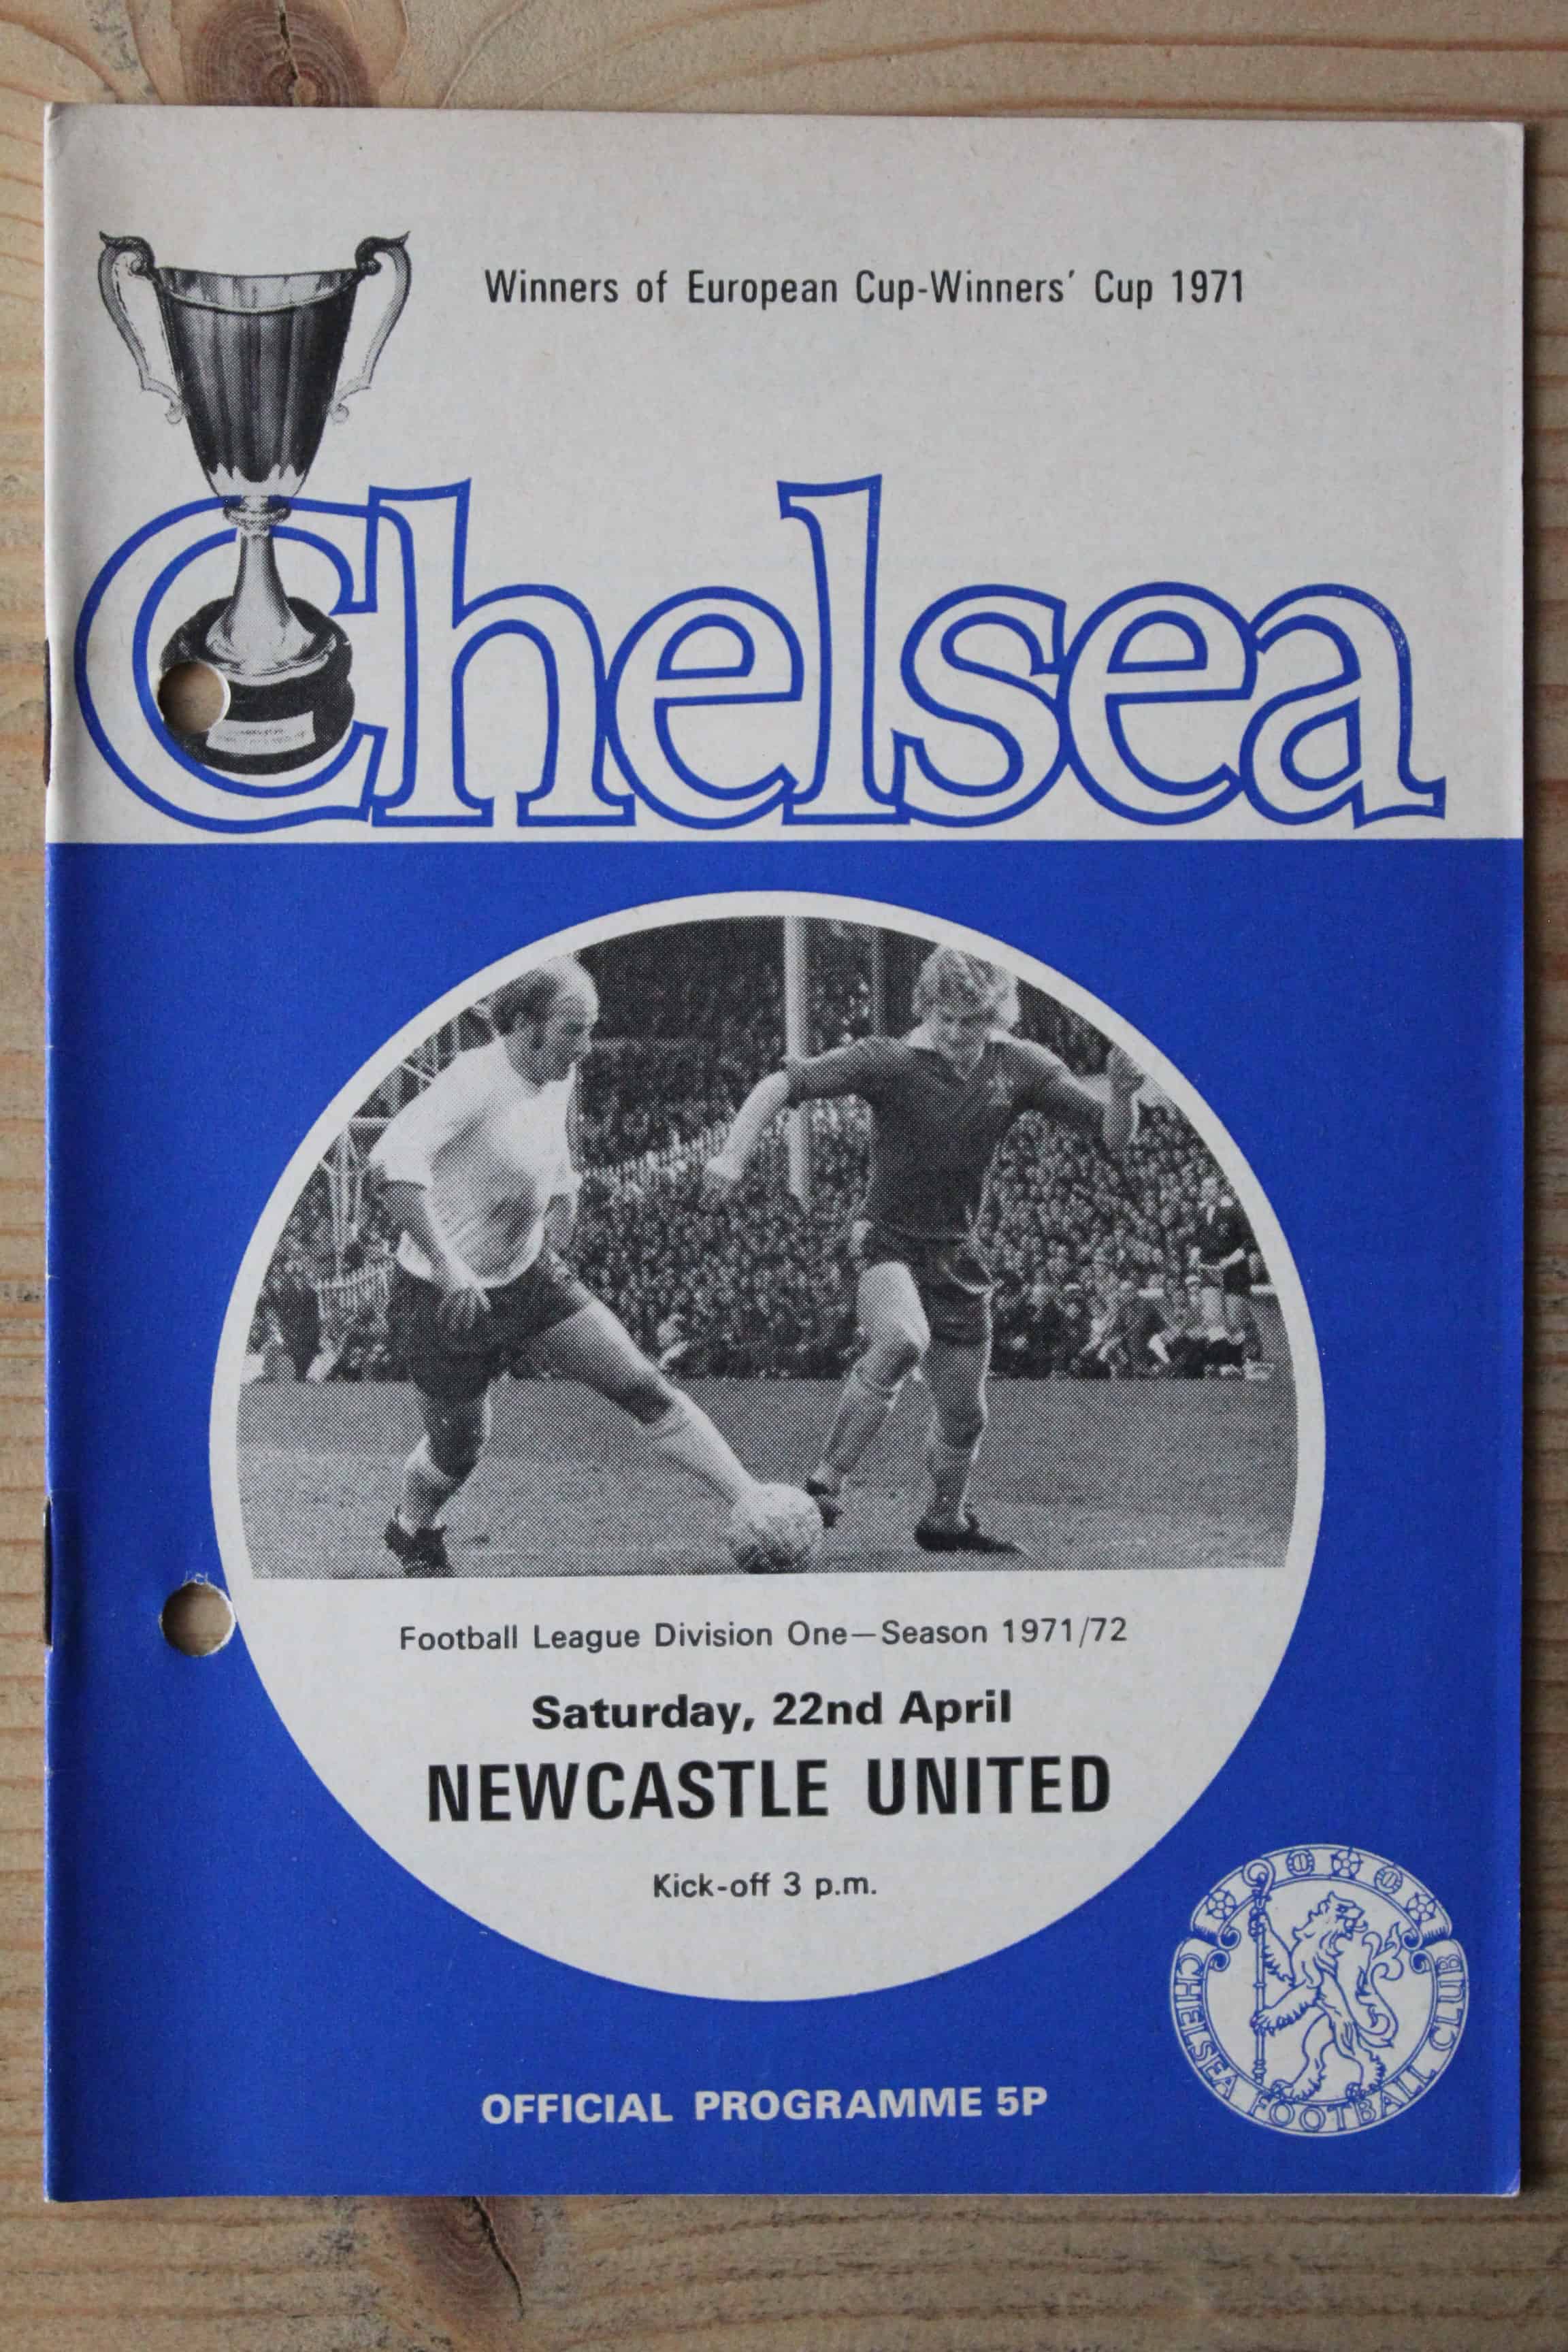 Winners of European Cup-Winners' Cup 1971
Chelsea
Football League Division One—Season 1971/72
Saturday, 22nd April
NEWCASTLE UNITED
Kick-off 3 p.m.
CHELSEA FOOTBALL CLUB
OFFICIAL PROGRAMME 5P